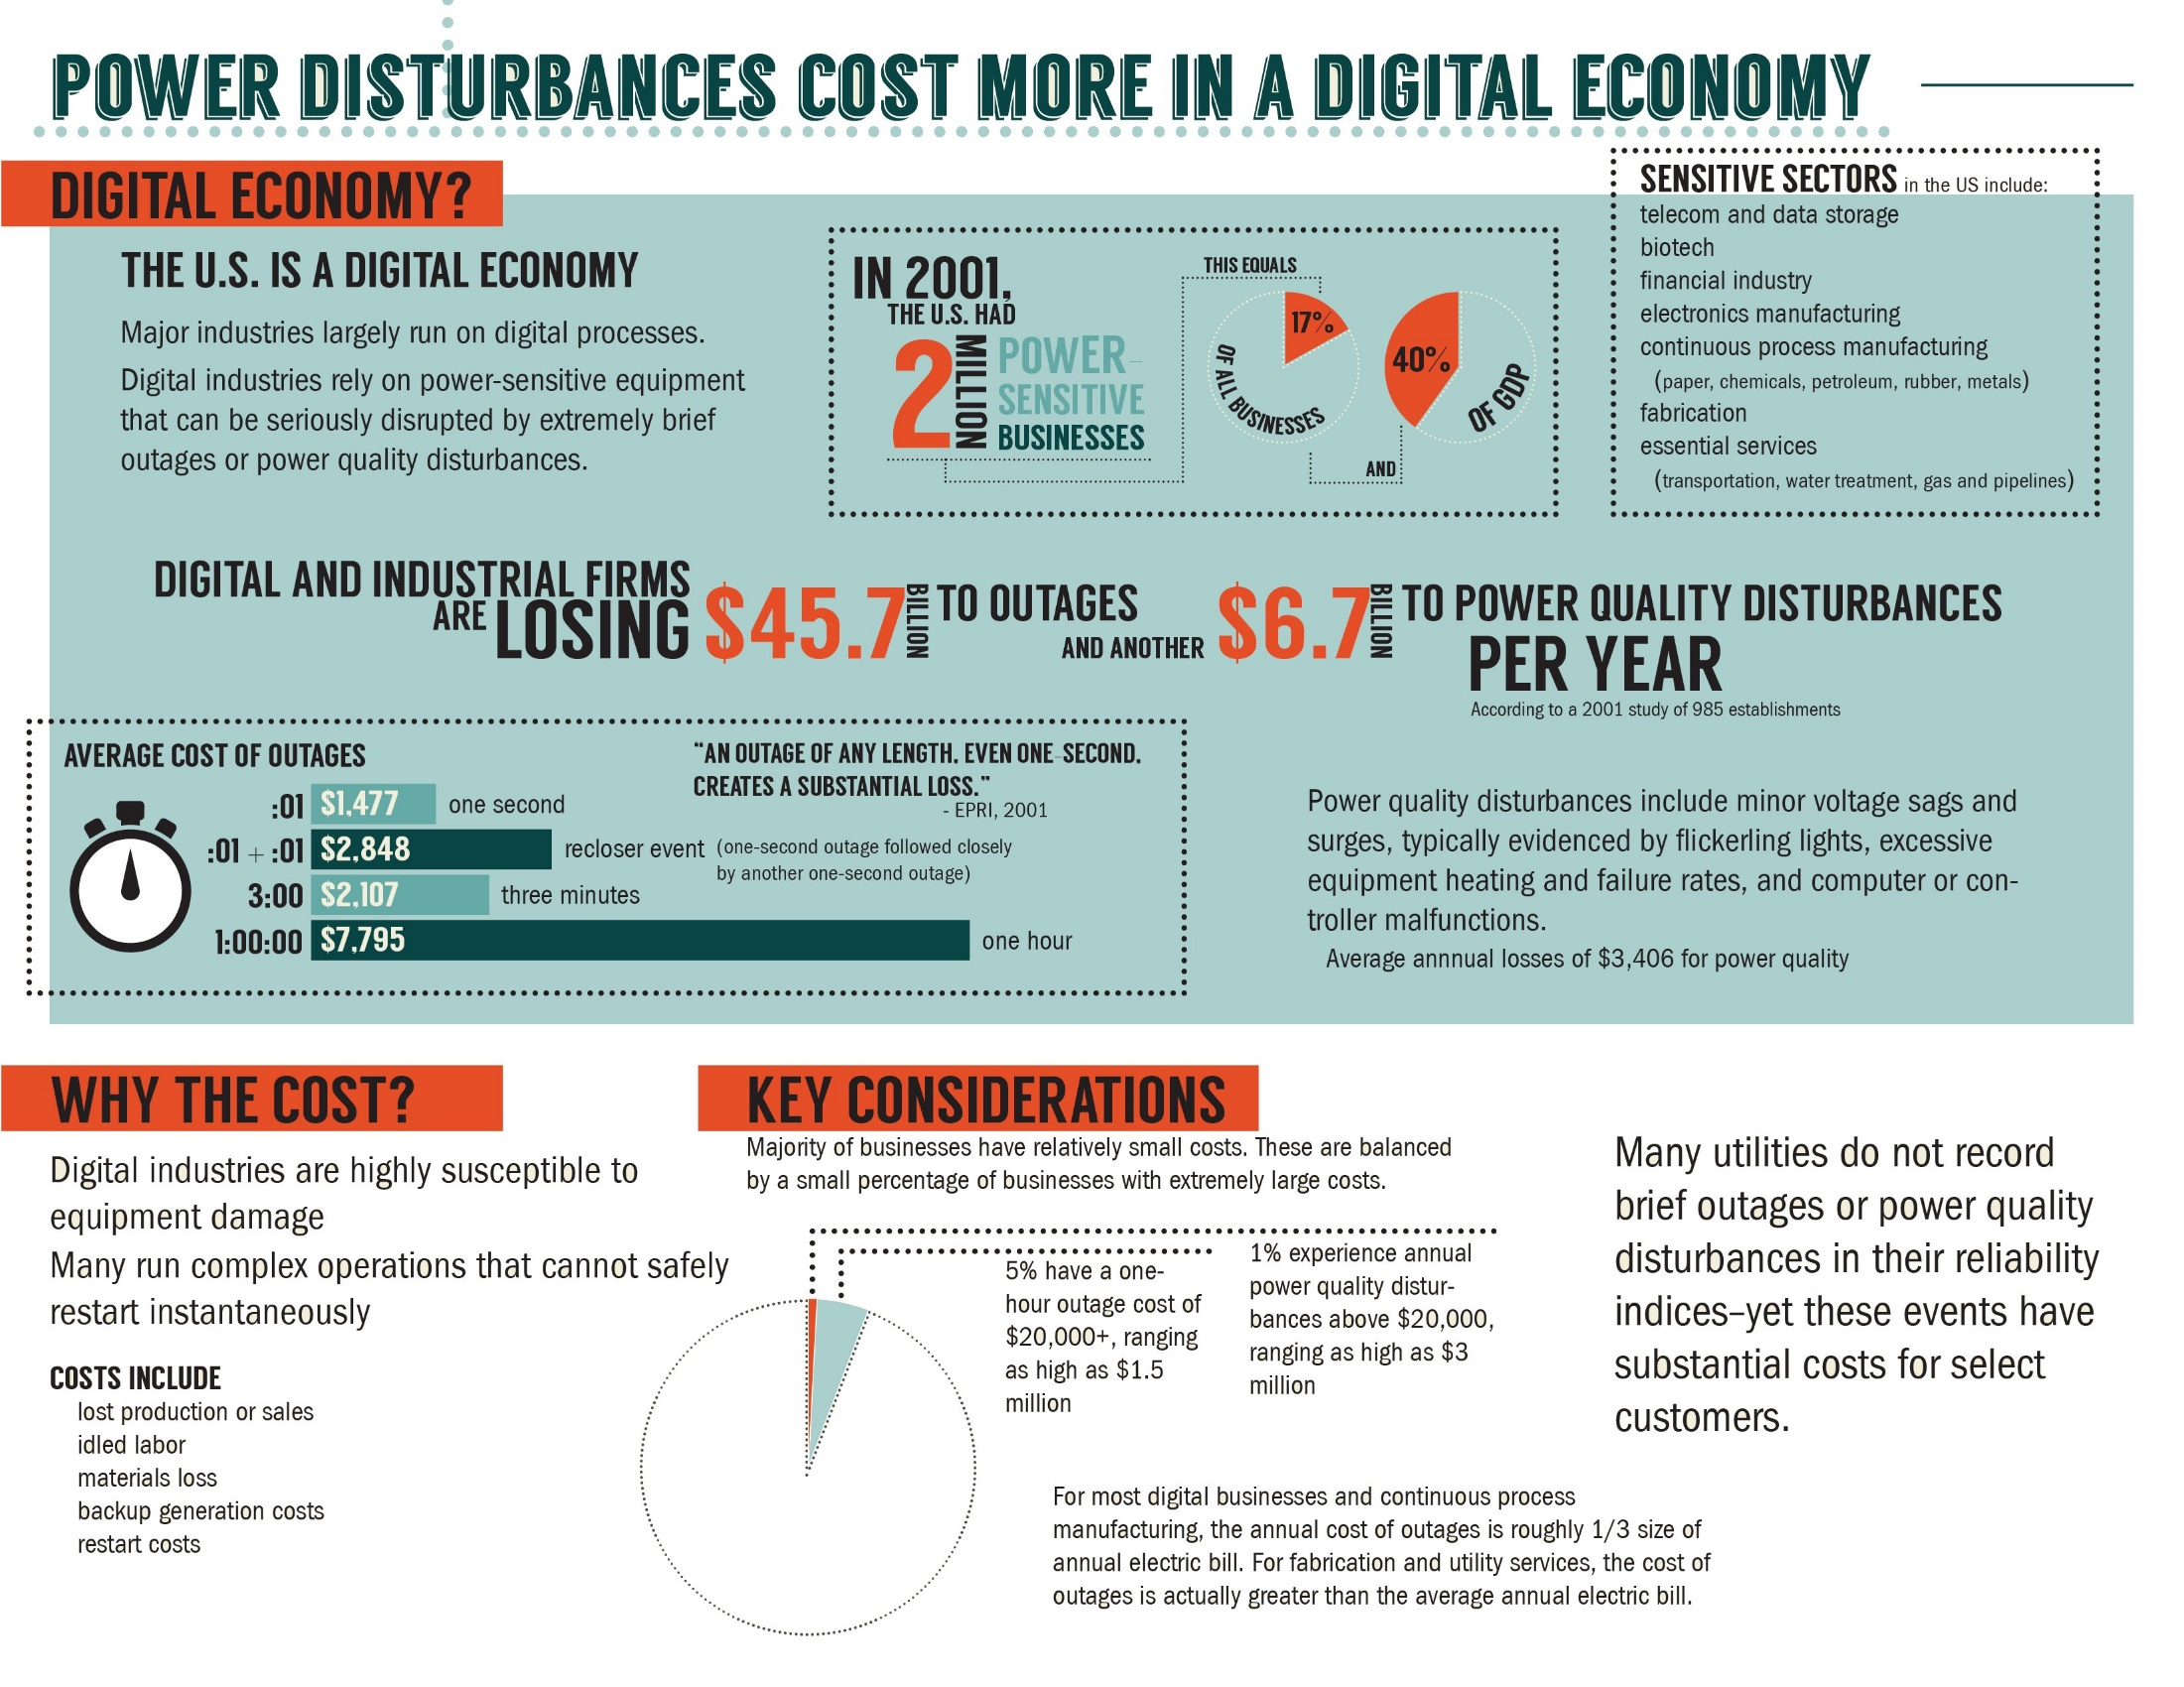 POWER DISTURBANCES COST MORE IN A DIGITAL ECONOMY
DIGITAL ECONOMY?
THE U.S. IS A DIGITAL ECONOMY
Major industries largely run on digital processes.
Digital industries rely on power-sensitive equipment
that can be seriously disrupted by extremely brief
outages or power quality disturbances.
IN 2001,
THE U.S. HAD
2 MILLION
POWER-
SENSITIVE
BUSINESSES
THIS EQUALS
17%
OF ALL BUSINESSES
AND
40%
OF GDP
SENSITIVE SECTORS in the US include:
telecom and data storage
biotech
financial industry
electronics manufacturing
continuous process manufacturing
(paper, chemicals, petroleum, rubber, metals)
fabrication
essential services
(transportation, water treatment, gas and pipelines)
DIGITAL AND INDUSTRIAL FIRMS
ARE LOSING
$45.7 BILLION
TO OUTAGES
AND ANOTHER
$6.7 BILLION
TO POWER QUALITY DISTURBANCES
PER YEAR
According to a 2001 study of 985 establishments
AVERAGE COST OF OUTAGES
"AN OUTAGE OF ANY LENGTH, EVEN ONE-SECOND,
CREATES A SUBSTANTIAL LOSS."
- EPRI, 2001
:01 $1,477 one second
:01 + :01 $2,848 recloser event (one-second outage followed closely
by another one-second outage)
3:00 $2,107 three minutes
1:00:00 $7,795 one hour
Power quality disturbances include minor voltage sags and
surges, typically evidenced by flickerling lights, excessive
equipment heating and failure rates, and computer or con-
troller malfunctions.
Average annnual losses of $3,406 for power quality
WHY THE COST?
Digital industries are highly susceptible to
equipment damage
Many run complex operations that cannot safely
restart instantaneously
COSTS INCLUDE
lost production or sales
idled labor
materials loss
backup generation costs
restart costs
KEY CONSIDERATIONS
Majority of businesses have relatively small costs. These are balanced
by a small percentage of businesses with extremely large costs.
5% have a one-
hour outage cost of
$20,000+, ranging
as high as $1.5
million
1% experience annual
power quality distur-
bances above $20,000,
ranging as high as $3
million
For most digital businesses and continuous process
manufacturing, the annual cost of outages is roughly 1/3 size of
annual electric bill. For fabrication and utility services, the cost of
outages is actually greater than the average annual electric bill.
Many utilities do not record
brief outages or power quality
disturbances in their reliability
indices–yet these events have
substantial costs for select
customers.